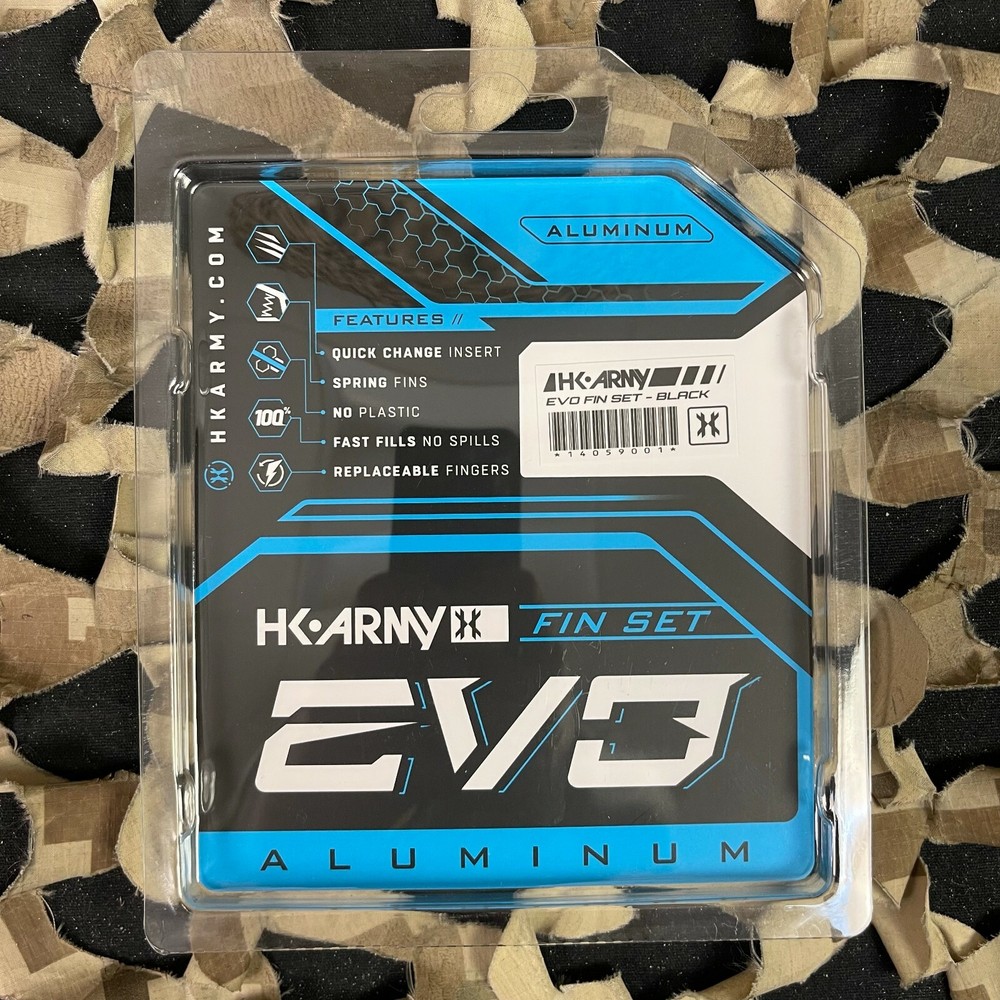 ALUMINUM
HKARMY.COM
FEATURES //
QUICK CHANGE INSERT
SPRING FINS
NO PLASTIC
100%
FAST FILLS NO SPILLS
REPLACEABLE FINGERS
HK•ARMY
EVO FIN SET - BLACK
*14059001*
HK•ARMY
FIN SET
EVO
ALUMINUM